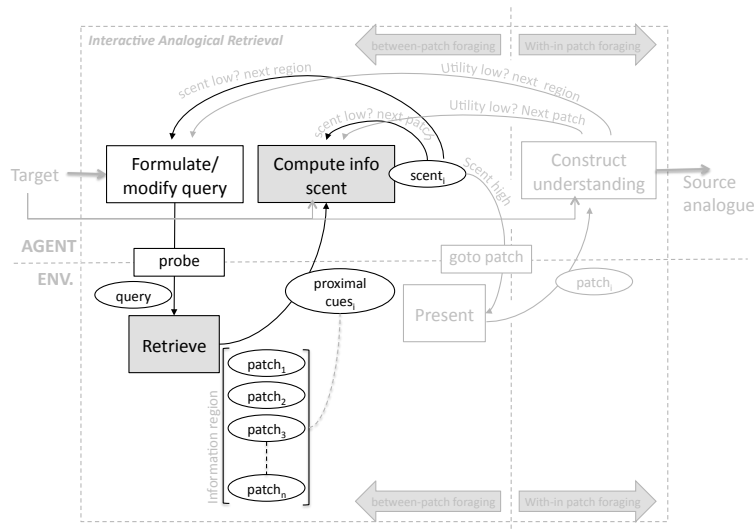 Interactive Analogical Retrieval
between-patch foraging
With-in patch foraging
scent low? next region
Utility low? next region
scent low? next patch
Utility low? Next patch
Target
Formulate/
modify query
Compute info
scent
scentᵢ
Scent high
Construct
understanding
Source
analogue
AGENT
ENV.
probe
goto patch
query
proximal
cuesᵢ
patchᵢ
Retrieve
Present
Information region
patch₁
patch₂
patch₃
patchₙ
between-patch foraging
With-in patch foraging